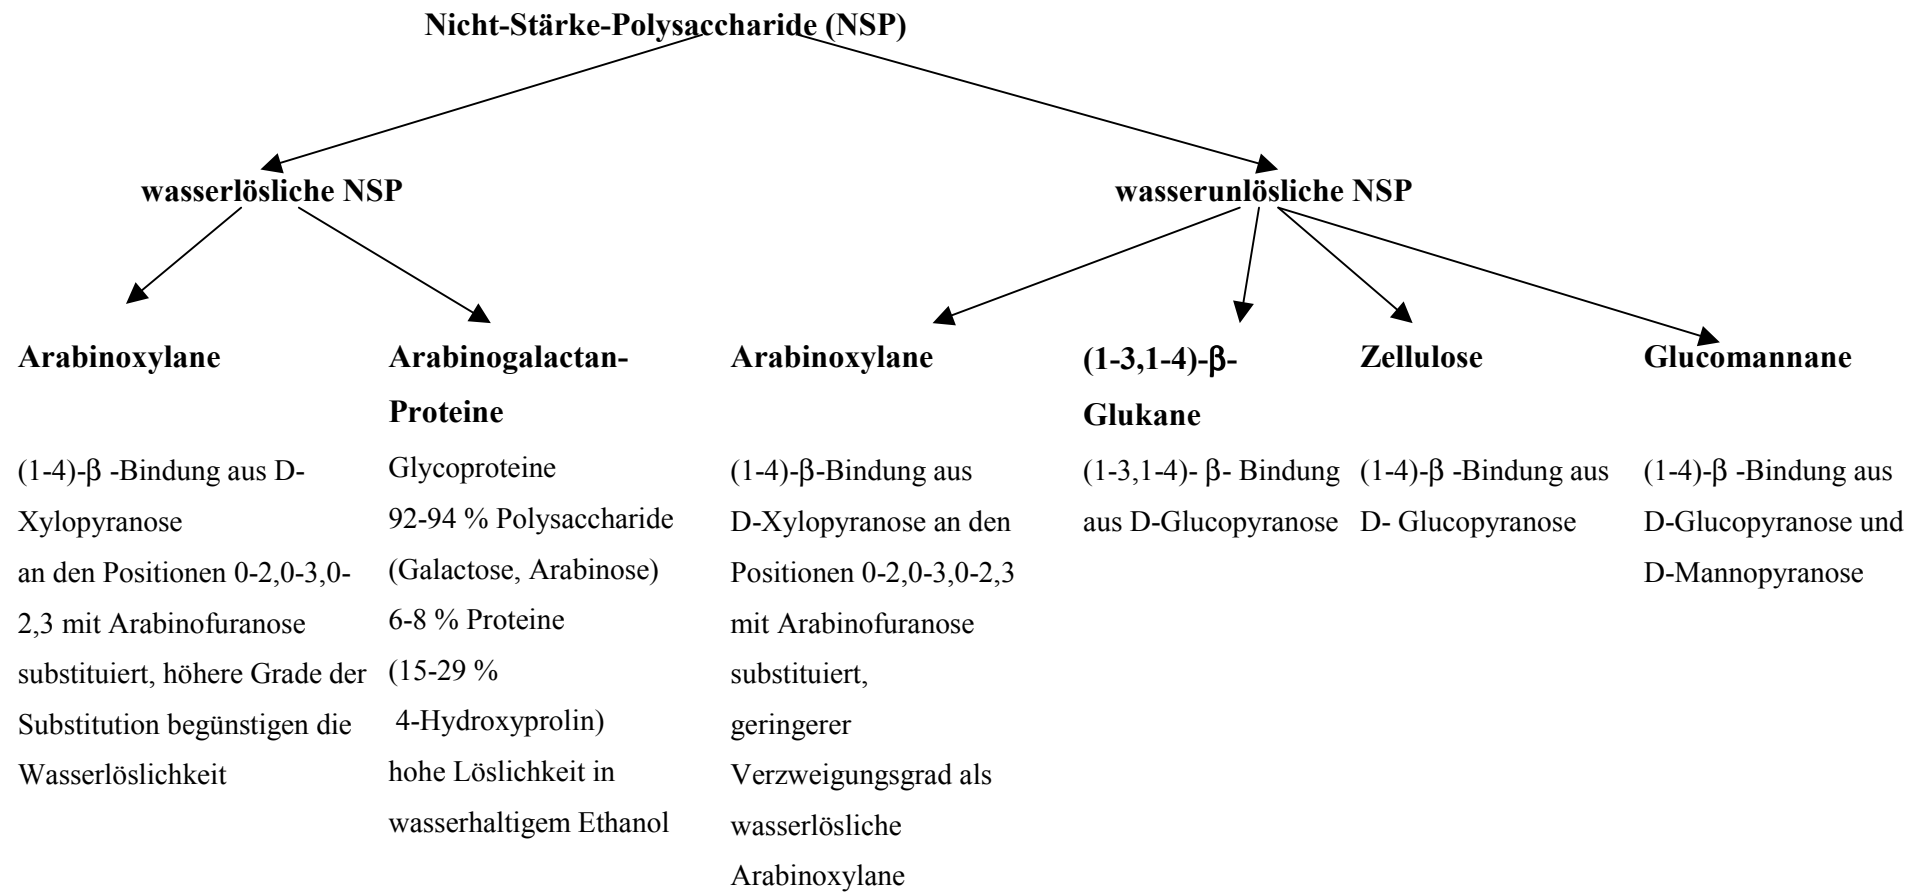 Nicht-Stärke-Polysaccharide (NSP)
wasserlösliche NSP
wasserunlösliche NSP
Arabinoxylane
(1-4)-β -Bindung aus D-
Xylopyranose
an den Positionen 0-2,0-3,0-
2,3 mit Arabinofuranose
substituiert, höhere Grade der
Substitution begünstigen die
Wasserlöslichkeit
Arabinogalactan-
Proteine
Glycoproteine
92-94 % Polysaccharide
(Galactose, Arabinose)
6-8 % Proteine
(15-29 %
4-Hydroxyprolin)
hohe Löslichkeit in
wasserhaltigem Ethanol
Arabinoxylane
(1-4)-β-Bindung aus
D-Xylopyranose an den
Positionen 0-2,0-3,0-2,3
mit Arabinofuranose
substituiert,
geringerer
Verzweigungsgrad als
wasserlösliche
Arabinoxylane
(1-3,1-4)-β-
Glukane
(1-3,1-4)- β- Bindung
aus D-Glucopyranose
Zellulose
(1-4)-β -Bindung aus
D- Glucopyranose
Glucomannane
(1-4)-β -Bindung aus
D-Glucopyranose und
D-Mannopyranose